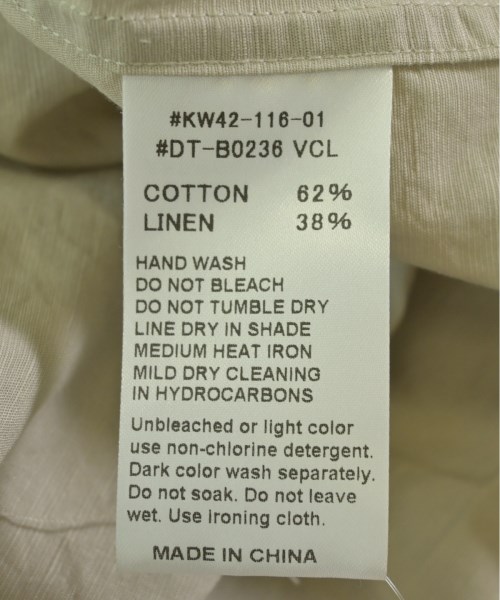 #KW42-116-01
#DT-B0236 VCL
COTTON 62%
LINEN 38%
HAND WASH
DO NOT BLEACH
DO NOT TUMBLE DRY
LINE DRY IN SHADE
MEDIUM HEAT IRON
MILD DRY CLEANING
IN HYDROCARBONS
Unbleached or light color
use non-chlorine detergent.
Dark color wash separately.
Do not soak. Do not leave
wet. Use ironing cloth.
MADE IN CHINA